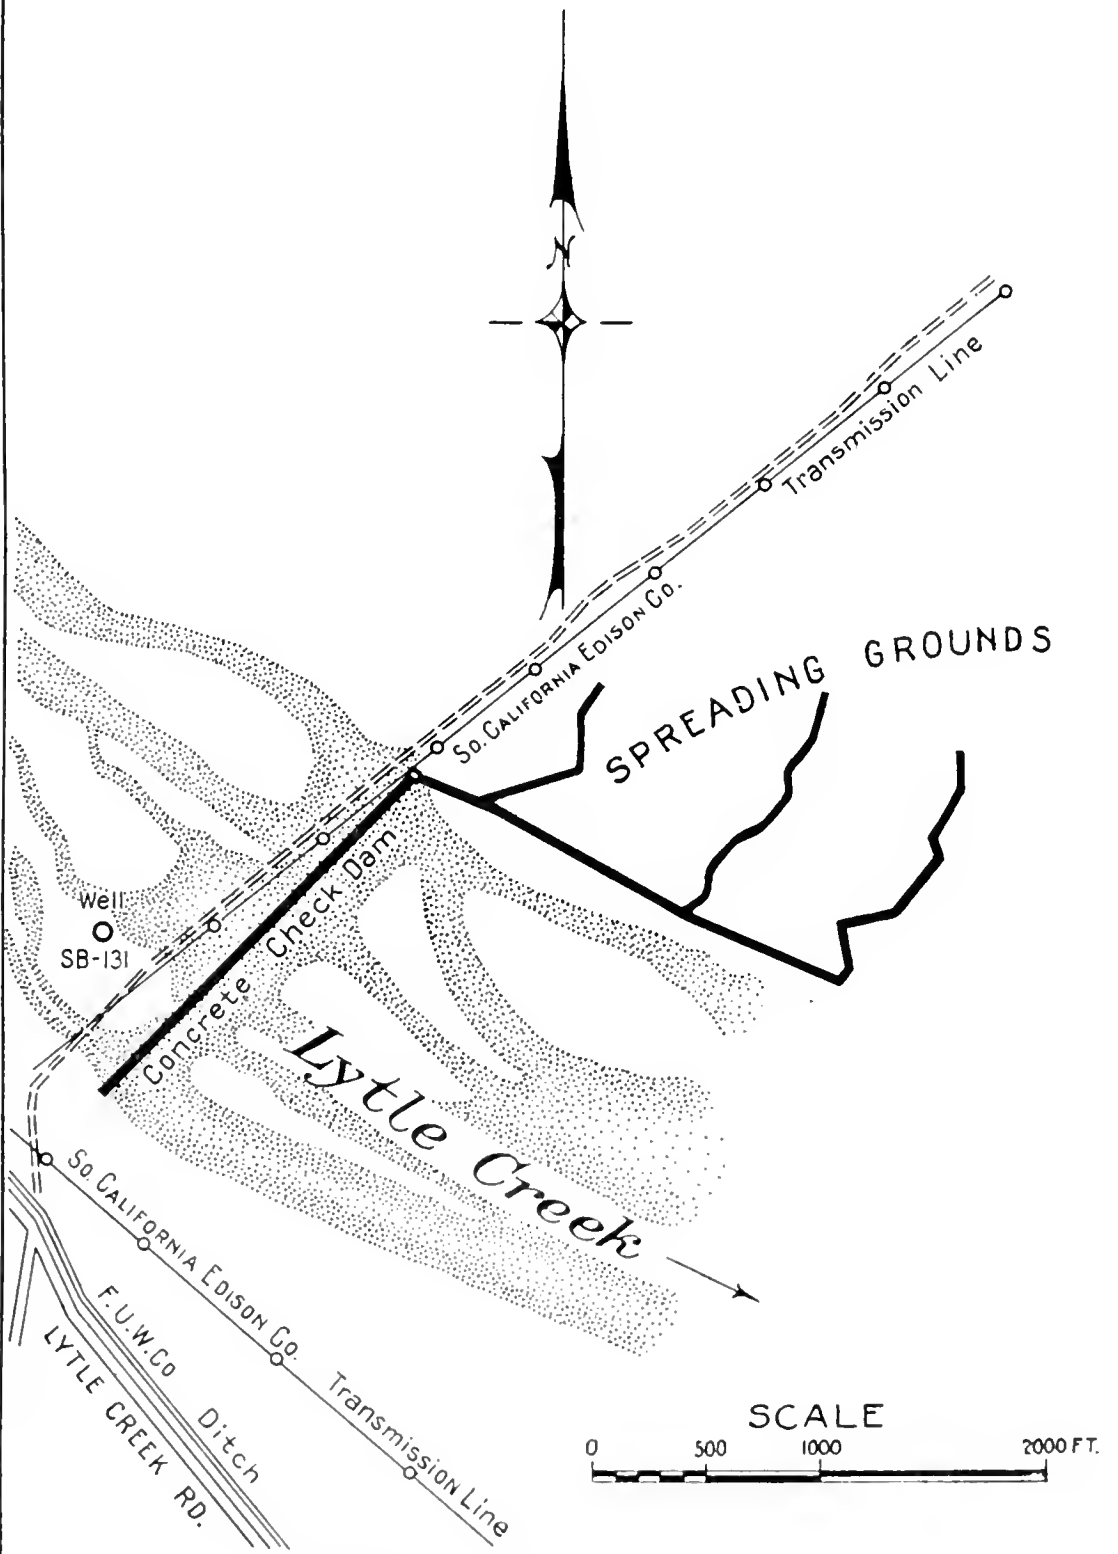 N
Transmission Line
So. California Edison Co.
SPREADING GROUNDS
Well
SB-131
Concrete Check Dam
Lytle Creek
So. California Edison Co. Transmission Line
F.U.W.Co Ditch
LYTLE CREEK RD.
SCALE
0 500 1000 2000 FT.